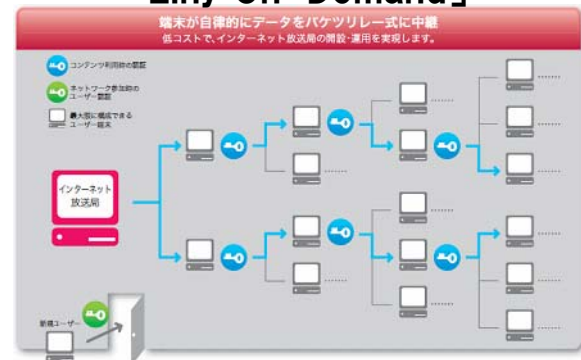 Liny On Demand」
端末が自律的にデータをバケツリレー式に中継
低コストで、インターネット放送局の開設・運用を実現します。
コンテンツ利用時の認証
ネットワーク参加時の
ユーザー認証
最大限に構成できる
ユーザー端末
インターネット
放送局
新規ユーザー